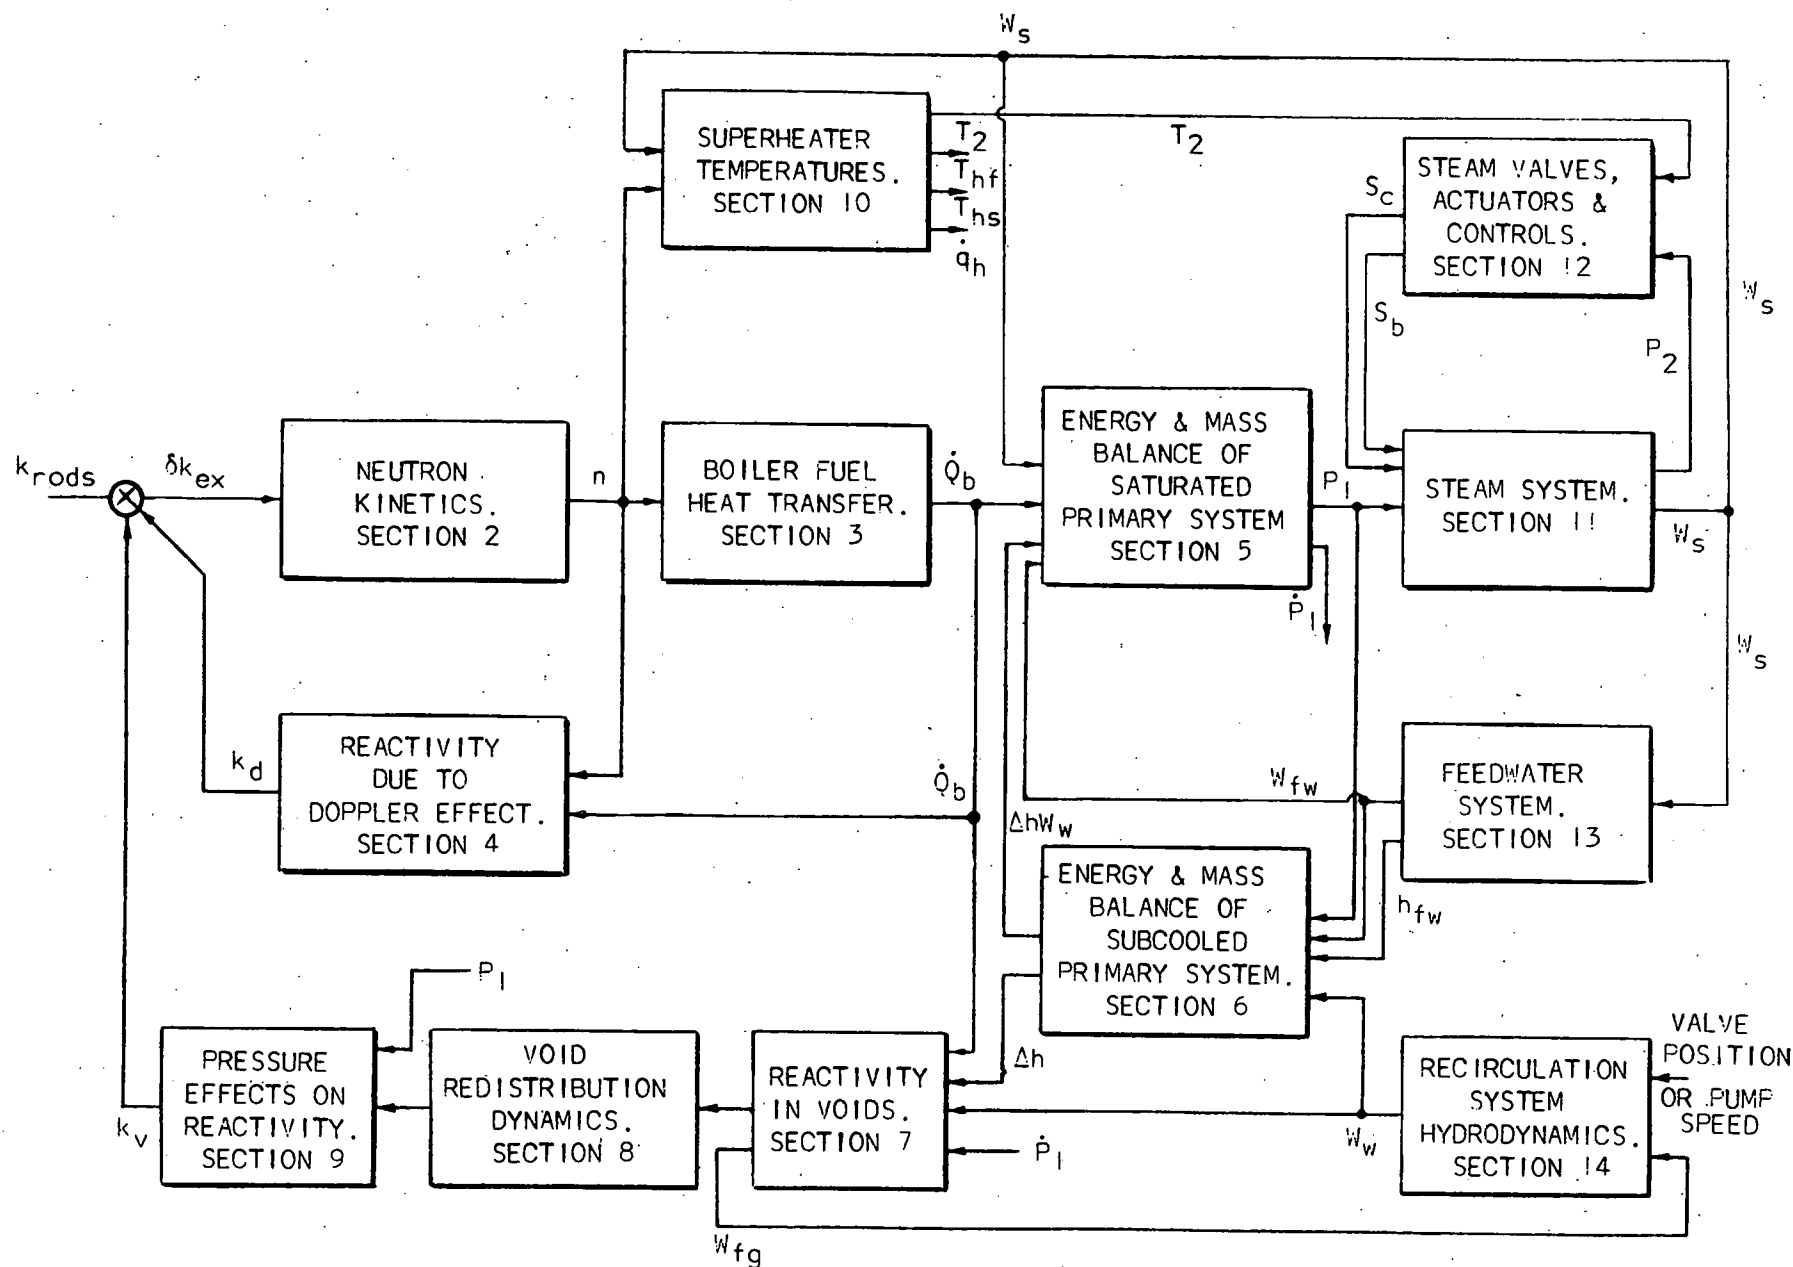 W_s
SUPERHEATER
TEMPERATURES.
SECTION 10
T_2
T_hf
T_hs
q̇_h
T_2
STEAM VALVES,
ACTUATORS &
CONTROLS.
SECTION 12
S_c
S_b
P_2
W_s
k_rods
δk_ex
NEUTRON
KINETICS.
SECTION 2
n
BOILER FUEL
HEAT TRANSFER.
SECTION 3
Q̇_b
ENERGY & MASS
BALANCE OF
SATURATED
PRIMARY SYSTEM
SECTION 5
P_1
Ṗ_1
STEAM SYSTEM.
SECTION 11
W_s
W_s
k_d
REACTIVITY
DUE TO
DOPPLER EFFECT.
SECTION 4
Q̇_b
W_fw
ΔhW_w
FEEDWATER
SYSTEM.
SECTION 13
h_fw
ENERGY & MASS
BALANCE OF
SUBCOOLED
PRIMARY SYSTEM.
SECTION 6
P_1
Δh
k_v
PRESSURE
EFFECTS ON
REACTIVITY.
SECTION 9
VOID
REDISTRIBUTION
DYNAMICS.
SECTION 8
REACTIVITY
IN VOIDS.
SECTION 7
Ṗ_1
W_w
RECIRCULATION
SYSTEM
HYDRODYNAMICS.
SECTION 14
VALVE
POSITION
OR PUMP
SPEED
W_fg